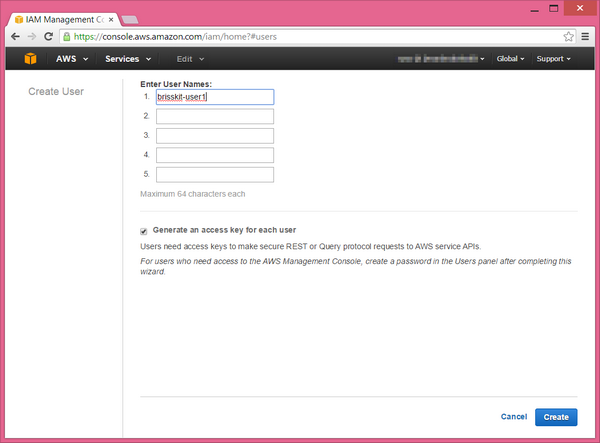 IAM Management Co
https://console.aws.amazon.com/iam/home?#users
AWS Services Edit Global Support
Create User
Enter User Names:
1. brisskit-user1
2.
3.
4.
5.
Maximum 64 characters each
Generate an access key for each user
Users need access keys to make secure REST or Query protocol requests to AWS service APIs.
For users who need access to the AWS Management Console, create a password in the Users panel after completing this
wizard.
Cancel Create